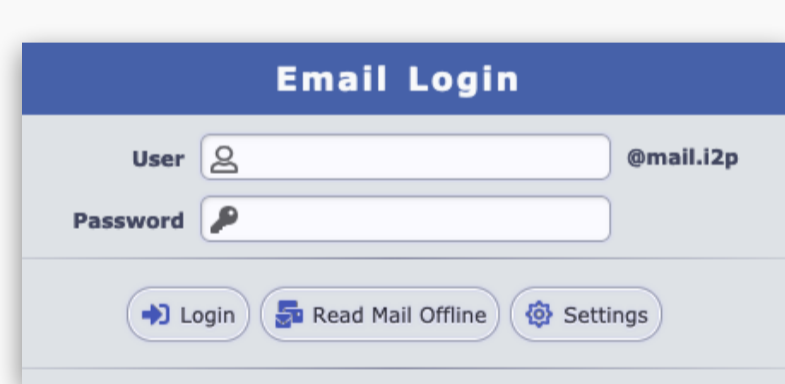 Email Login
User @mail.i2p
Password
Login Read Mail Offline Settings